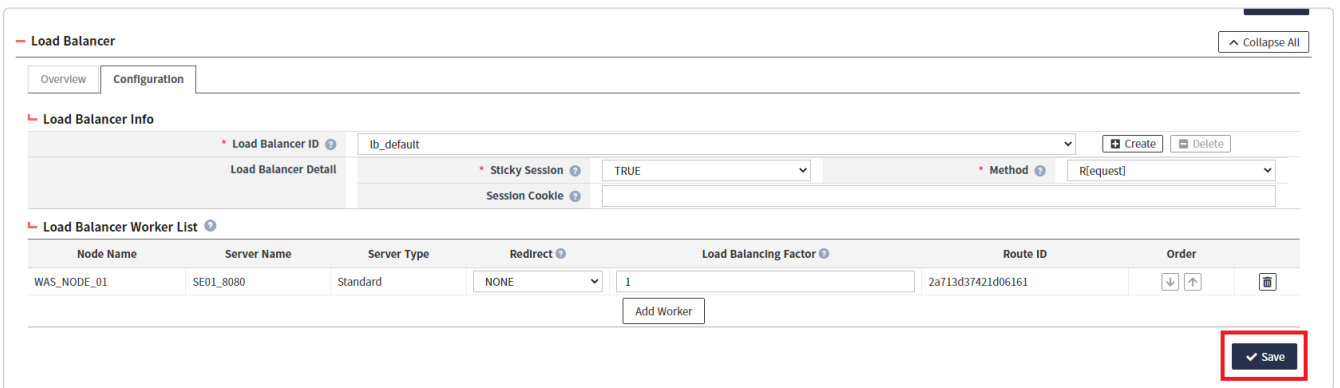 Load Balancer
Collapse All
Overview Configuration
Load Balancer Info
* Load Balancer ID ? lb_default Create Delete
Load Balancer Detail * Sticky Session ? TRUE * Method ? R[equest]
Session Cookie ?
Load Balancer Worker List ?
Node Name Server Name Server Type Redirect ? Load Balancing Factor ? Route ID Order
WAS_NODE_01 SE01_8080 Standard NONE 1 2a713d37421d06161
Add Worker
Save